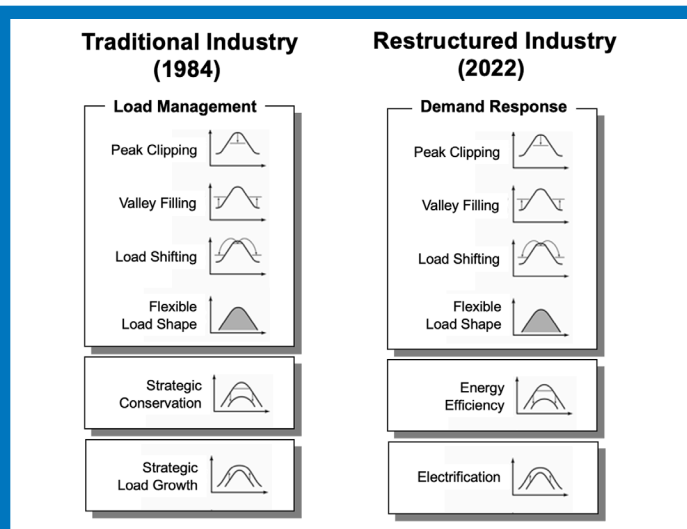 Traditional Industry
(1984)
Load Management
Peak Clipping
Valley Filling
Load Shifting
Flexible
Load Shape
Strategic
Conservation
Strategic
Load Growth
Restructured Industry
(2022)
Demand Response
Peak Clipping
Valley Filling
Load Shifting
Flexible
Load Shape
Energy
Efficiency
Electrification